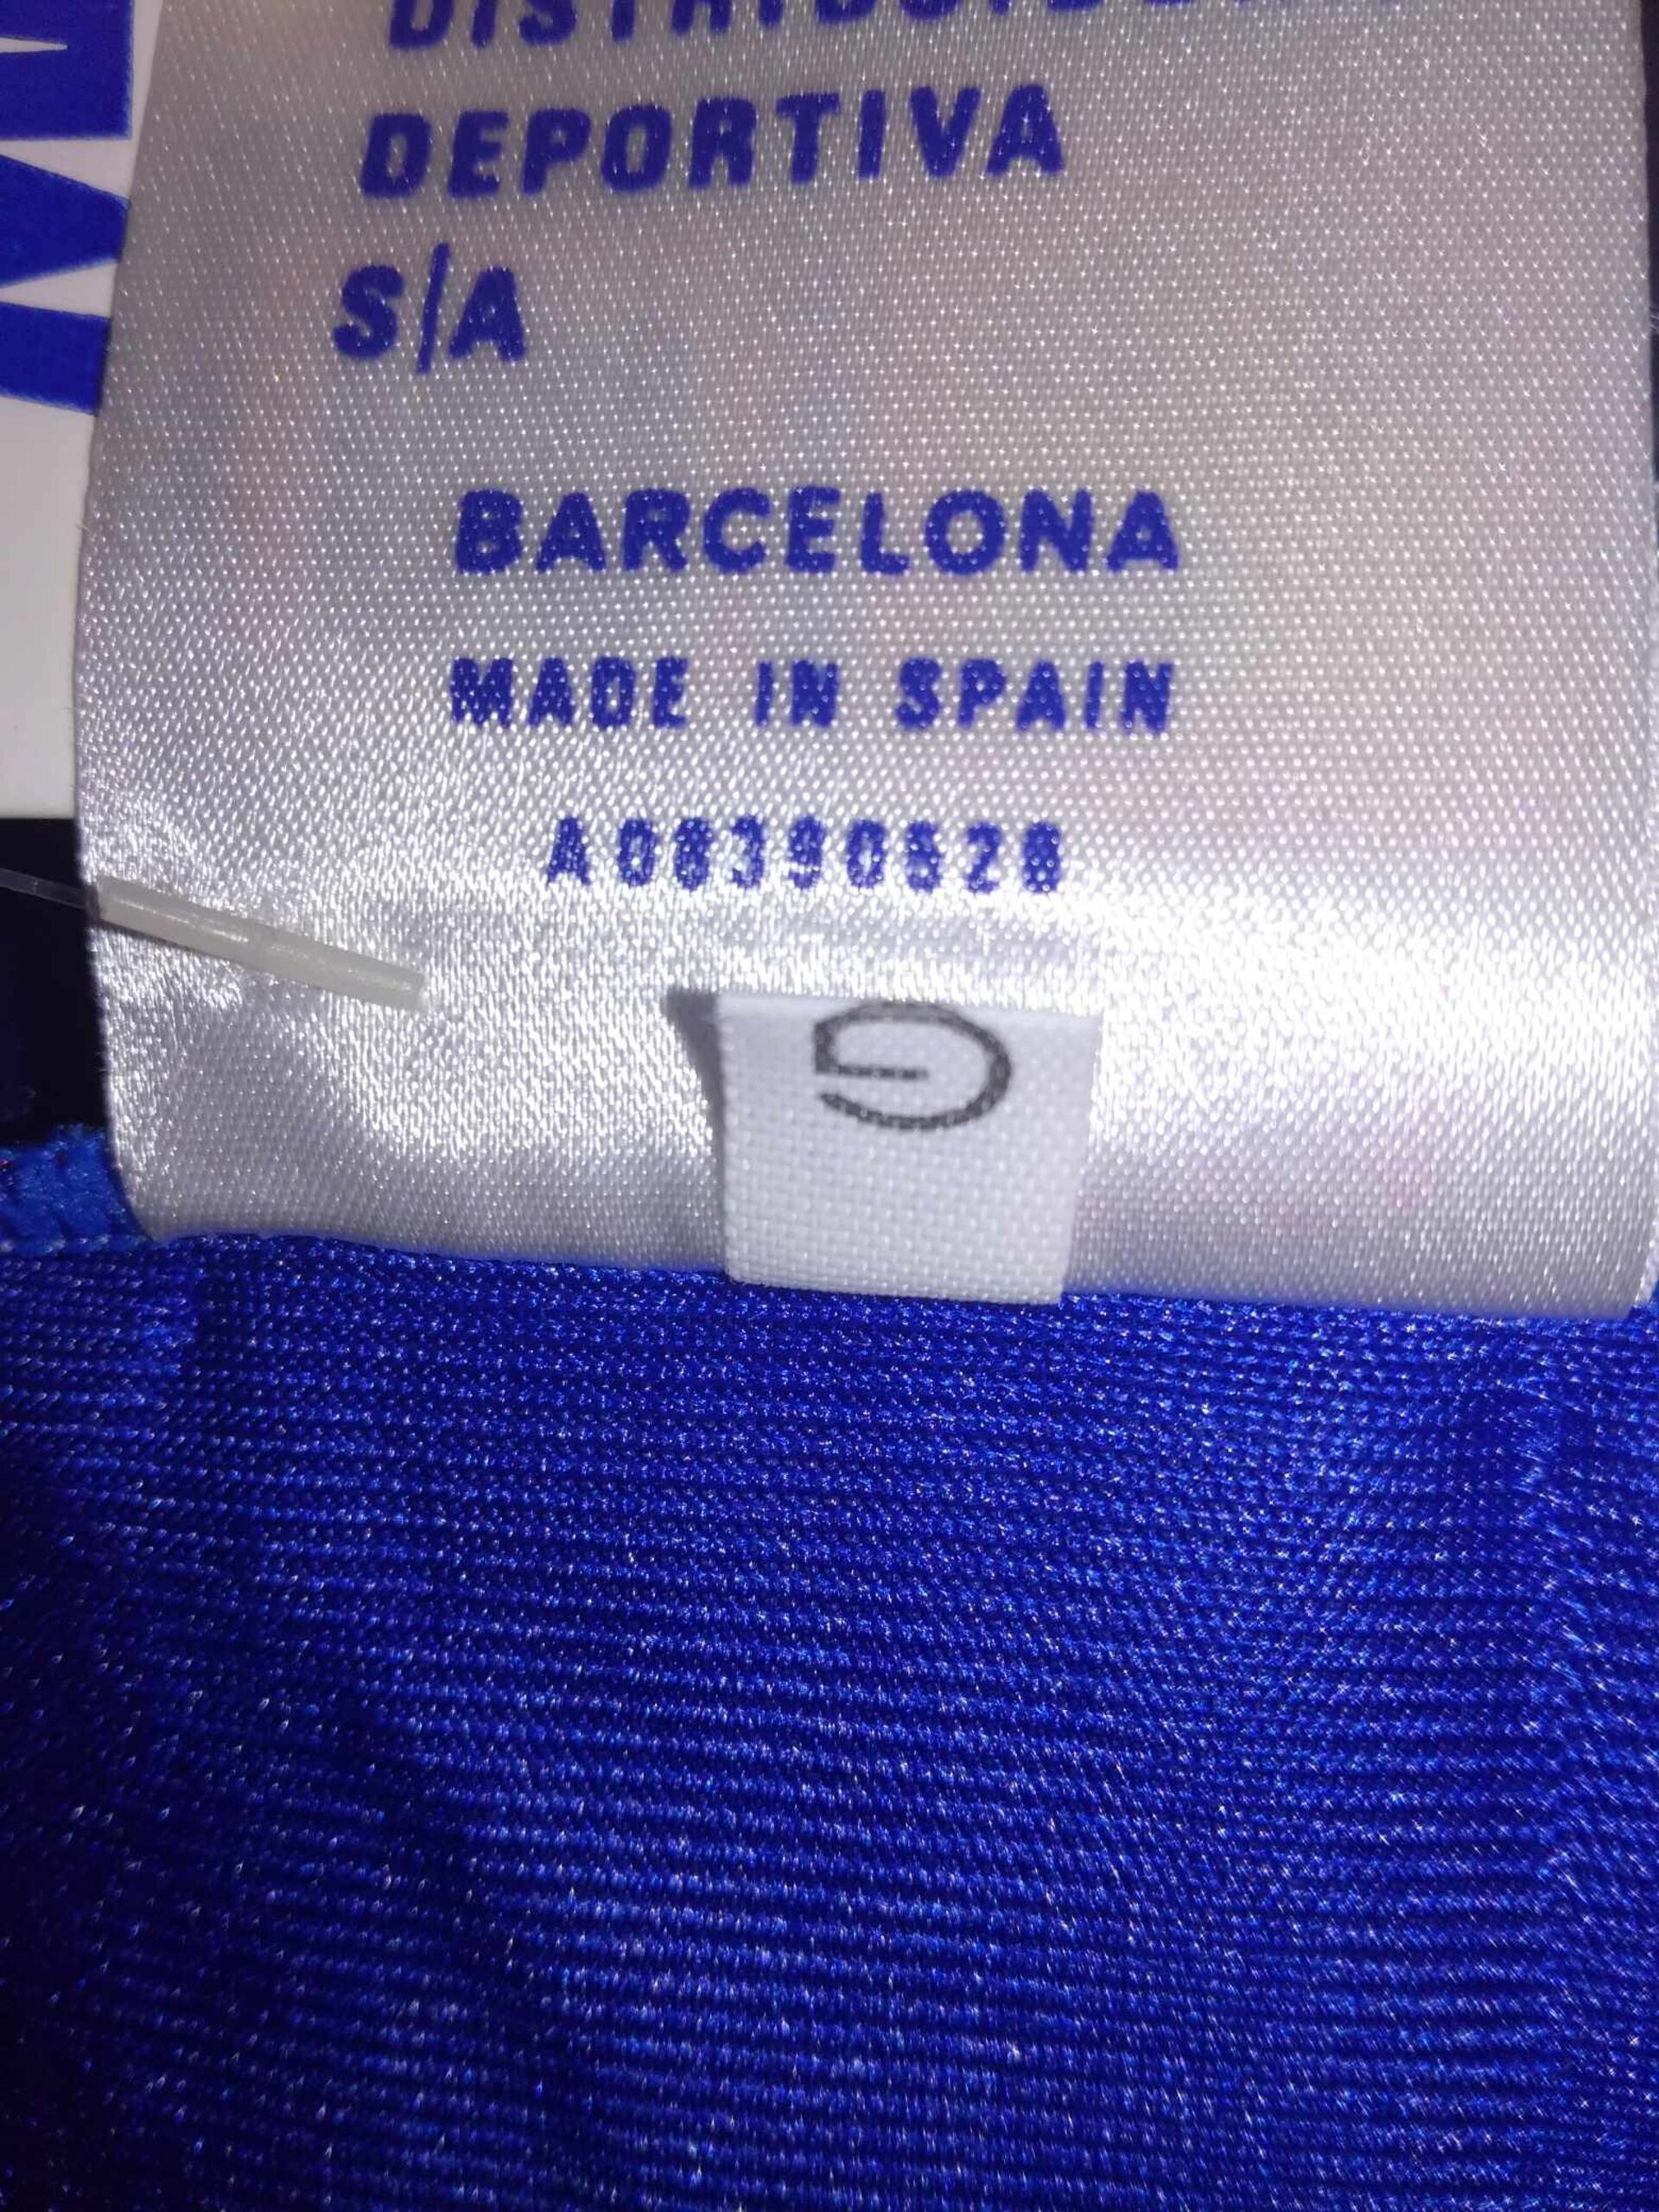 DEPORTIVA
S/A
BARCELONA
MADE IN SPAIN
A08390528
G